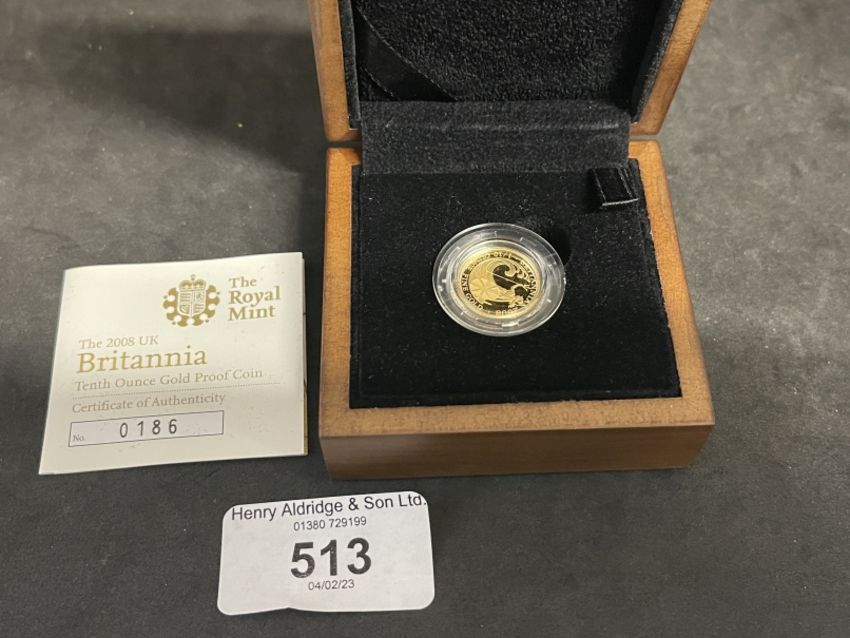 The
Royal
Mint
The 2008 UK
Britannia
Tenth Ounce Gold Proof Coin
Certificate of Authenticity
No. 0186
Henry Aldridge & Son Ltd.
01380 729199
513
04/02/23